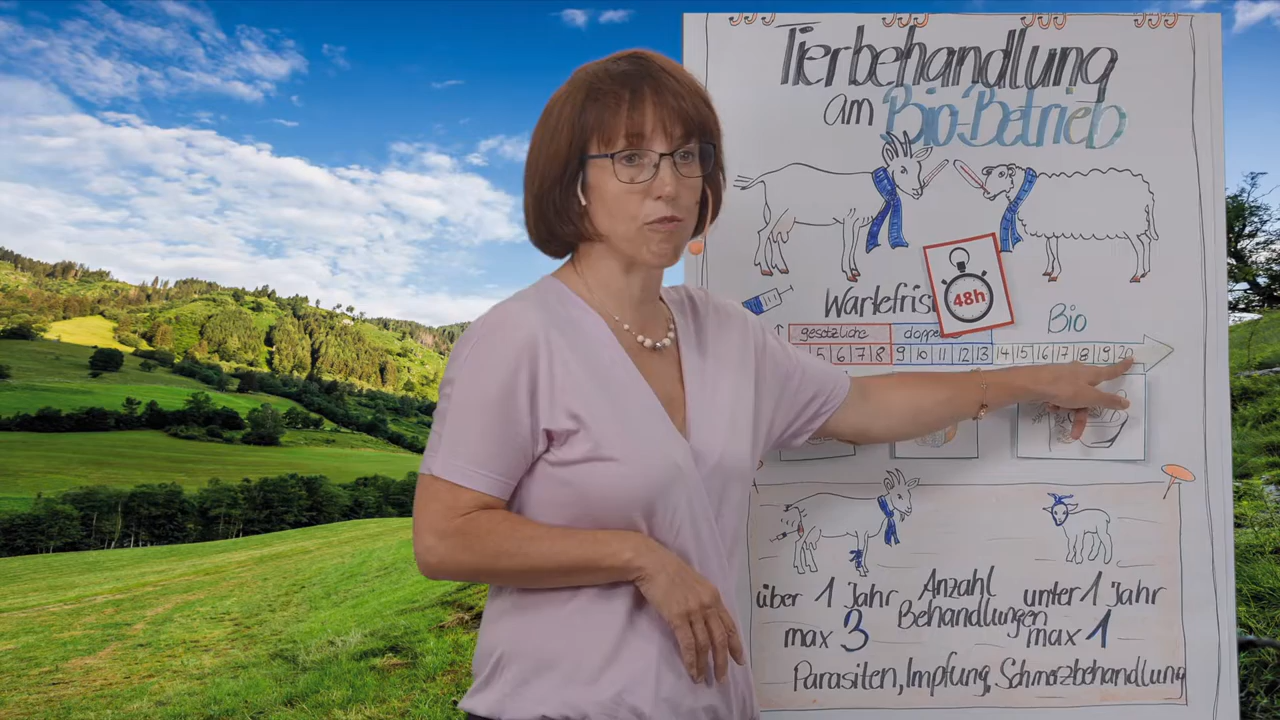 Tierbehandlung
am Bio-Betrieb
48h
gesetzliche
5 6 7 8 9 10 11 12 13 14 15 16 17 18 19 20
Bio
über 1 Jahr
max 3
Anzahl
Behandlungen
unter 1 Jahr
max 1
Parasiten, Impfung, Schmerzbehandlung